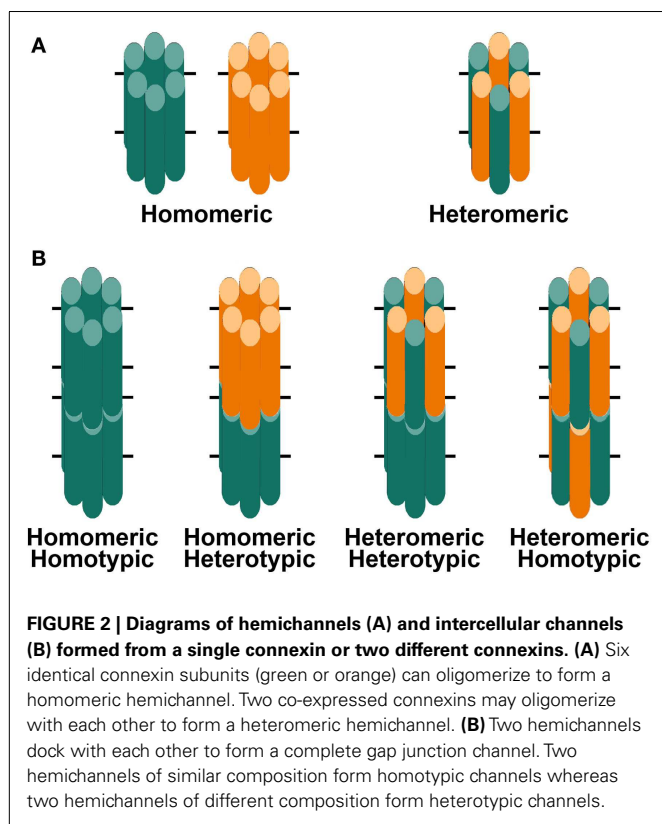 A
Homomeric
Heteromeric
B
Homomeric
Homotypic
Homomeric
Heterotypic
Heteromeric
Heterotypic
Heteromeric
Homotypic
FIGURE 2 | Diagrams of hemichannels (A) and intercellular channels
(B) formed from a single connexin or two different connexins. (A) Six
identical connexin subunits (green or orange) can oligomerize to form a
homomeric hemichannel. Two co-expressed connexins may oligomerize
with each other to form a heteromeric hemichannel. (B) Two hemichannels
dock with each other to form a complete gap junction channel. Two
hemichannels of similar composition form homotypic channels whereas
two hemichannels of different composition form heterotypic channels.